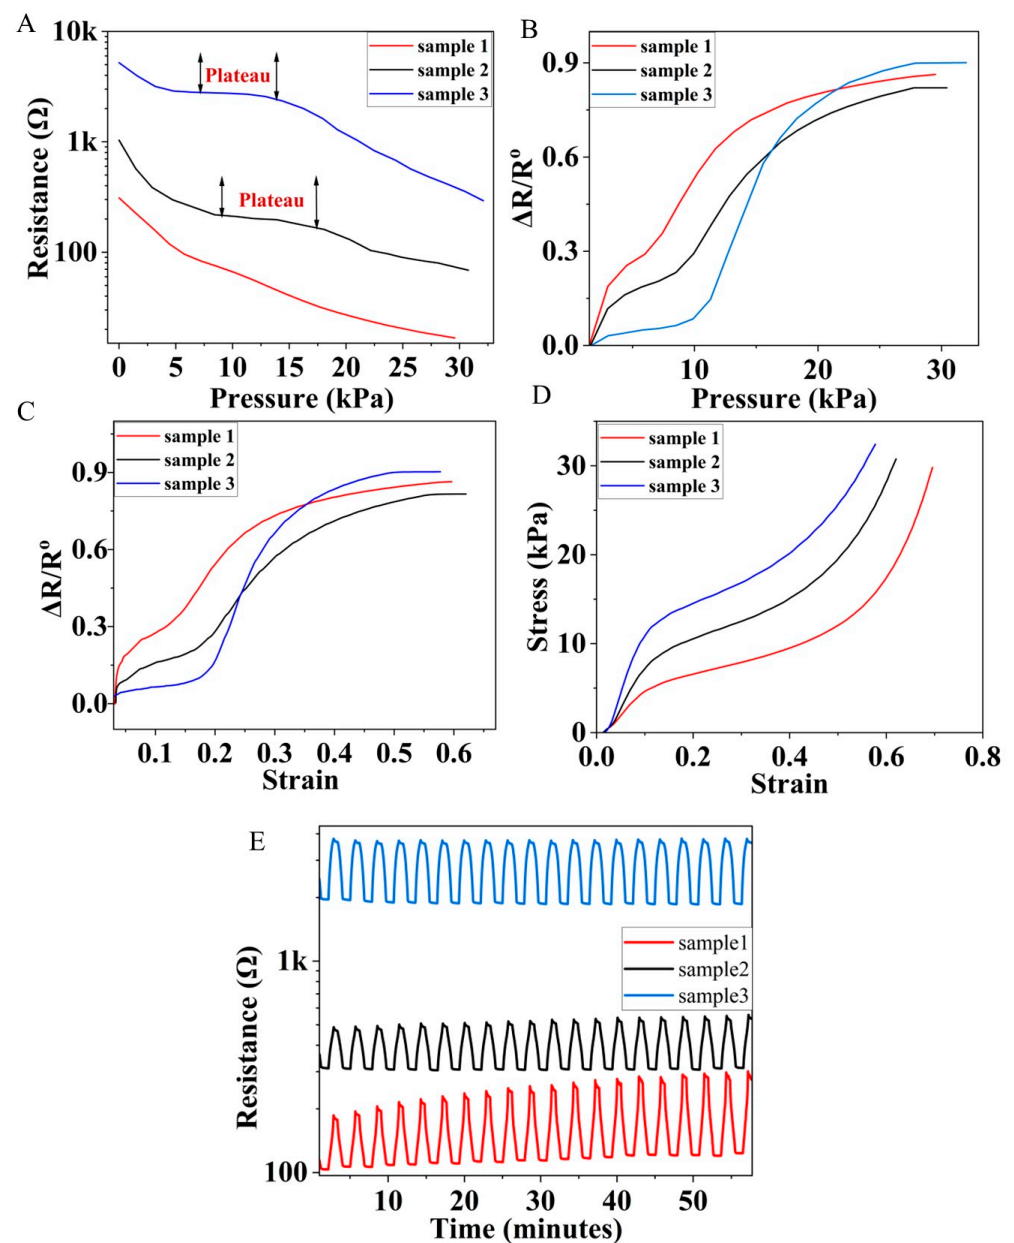 A
10k
1k
100
Resistance (Ω)
0 5 10 15 20 25 30
Pressure (kPa)
sample 1
sample 2
sample 3
Plateau
Plateau
B
0.9
0.6
0.3
0.0
ΔR/Rº
10 20 30
Pressure (kPa)
sample 1
sample 2
sample 3
C
0.9
0.6
0.3
0.0
ΔR/Rº
0.1 0.2 0.3 0.4 0.5 0.6
Strain
sample 1
sample 2
sample 3
D
30
20
10
0
Stress (kPa)
0.0 0.2 0.4 0.6 0.8
Strain
sample 1
sample 2
sample 3
E
1k
100
Resistance (Ω)
10 20 30 40 50
Time (minutes)
sample1
sample2
sample3